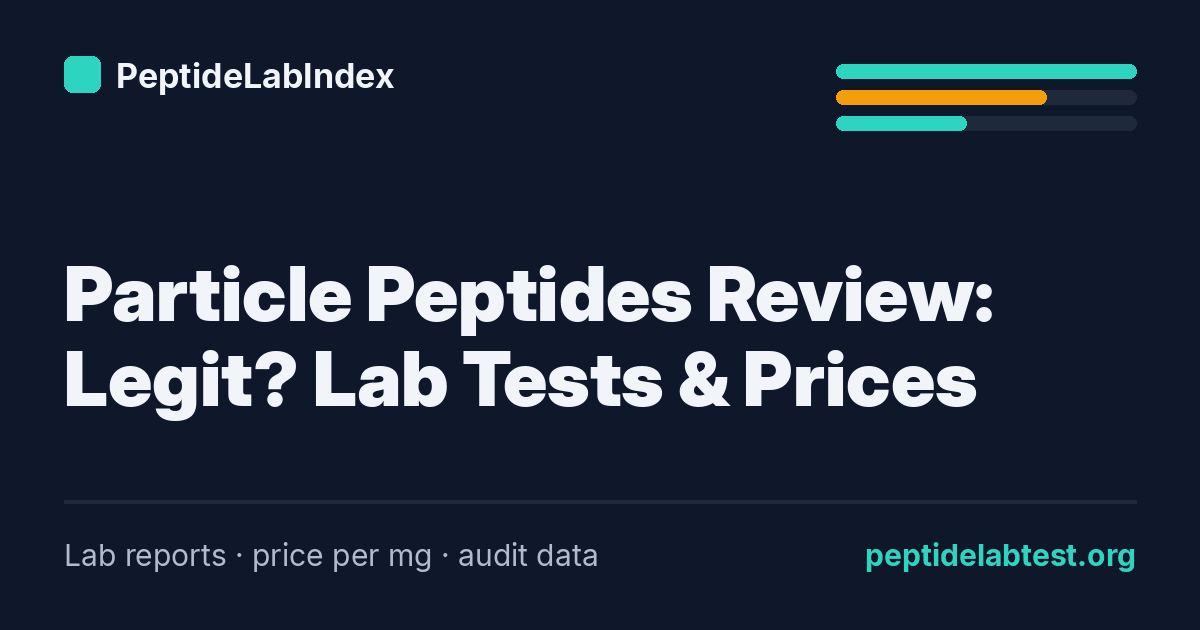 PeptideLabIndex
Particle Peptides Review:
Legit? Lab Tests & Prices
Lab reports · price per mg · audit data
peptidelabtest.org